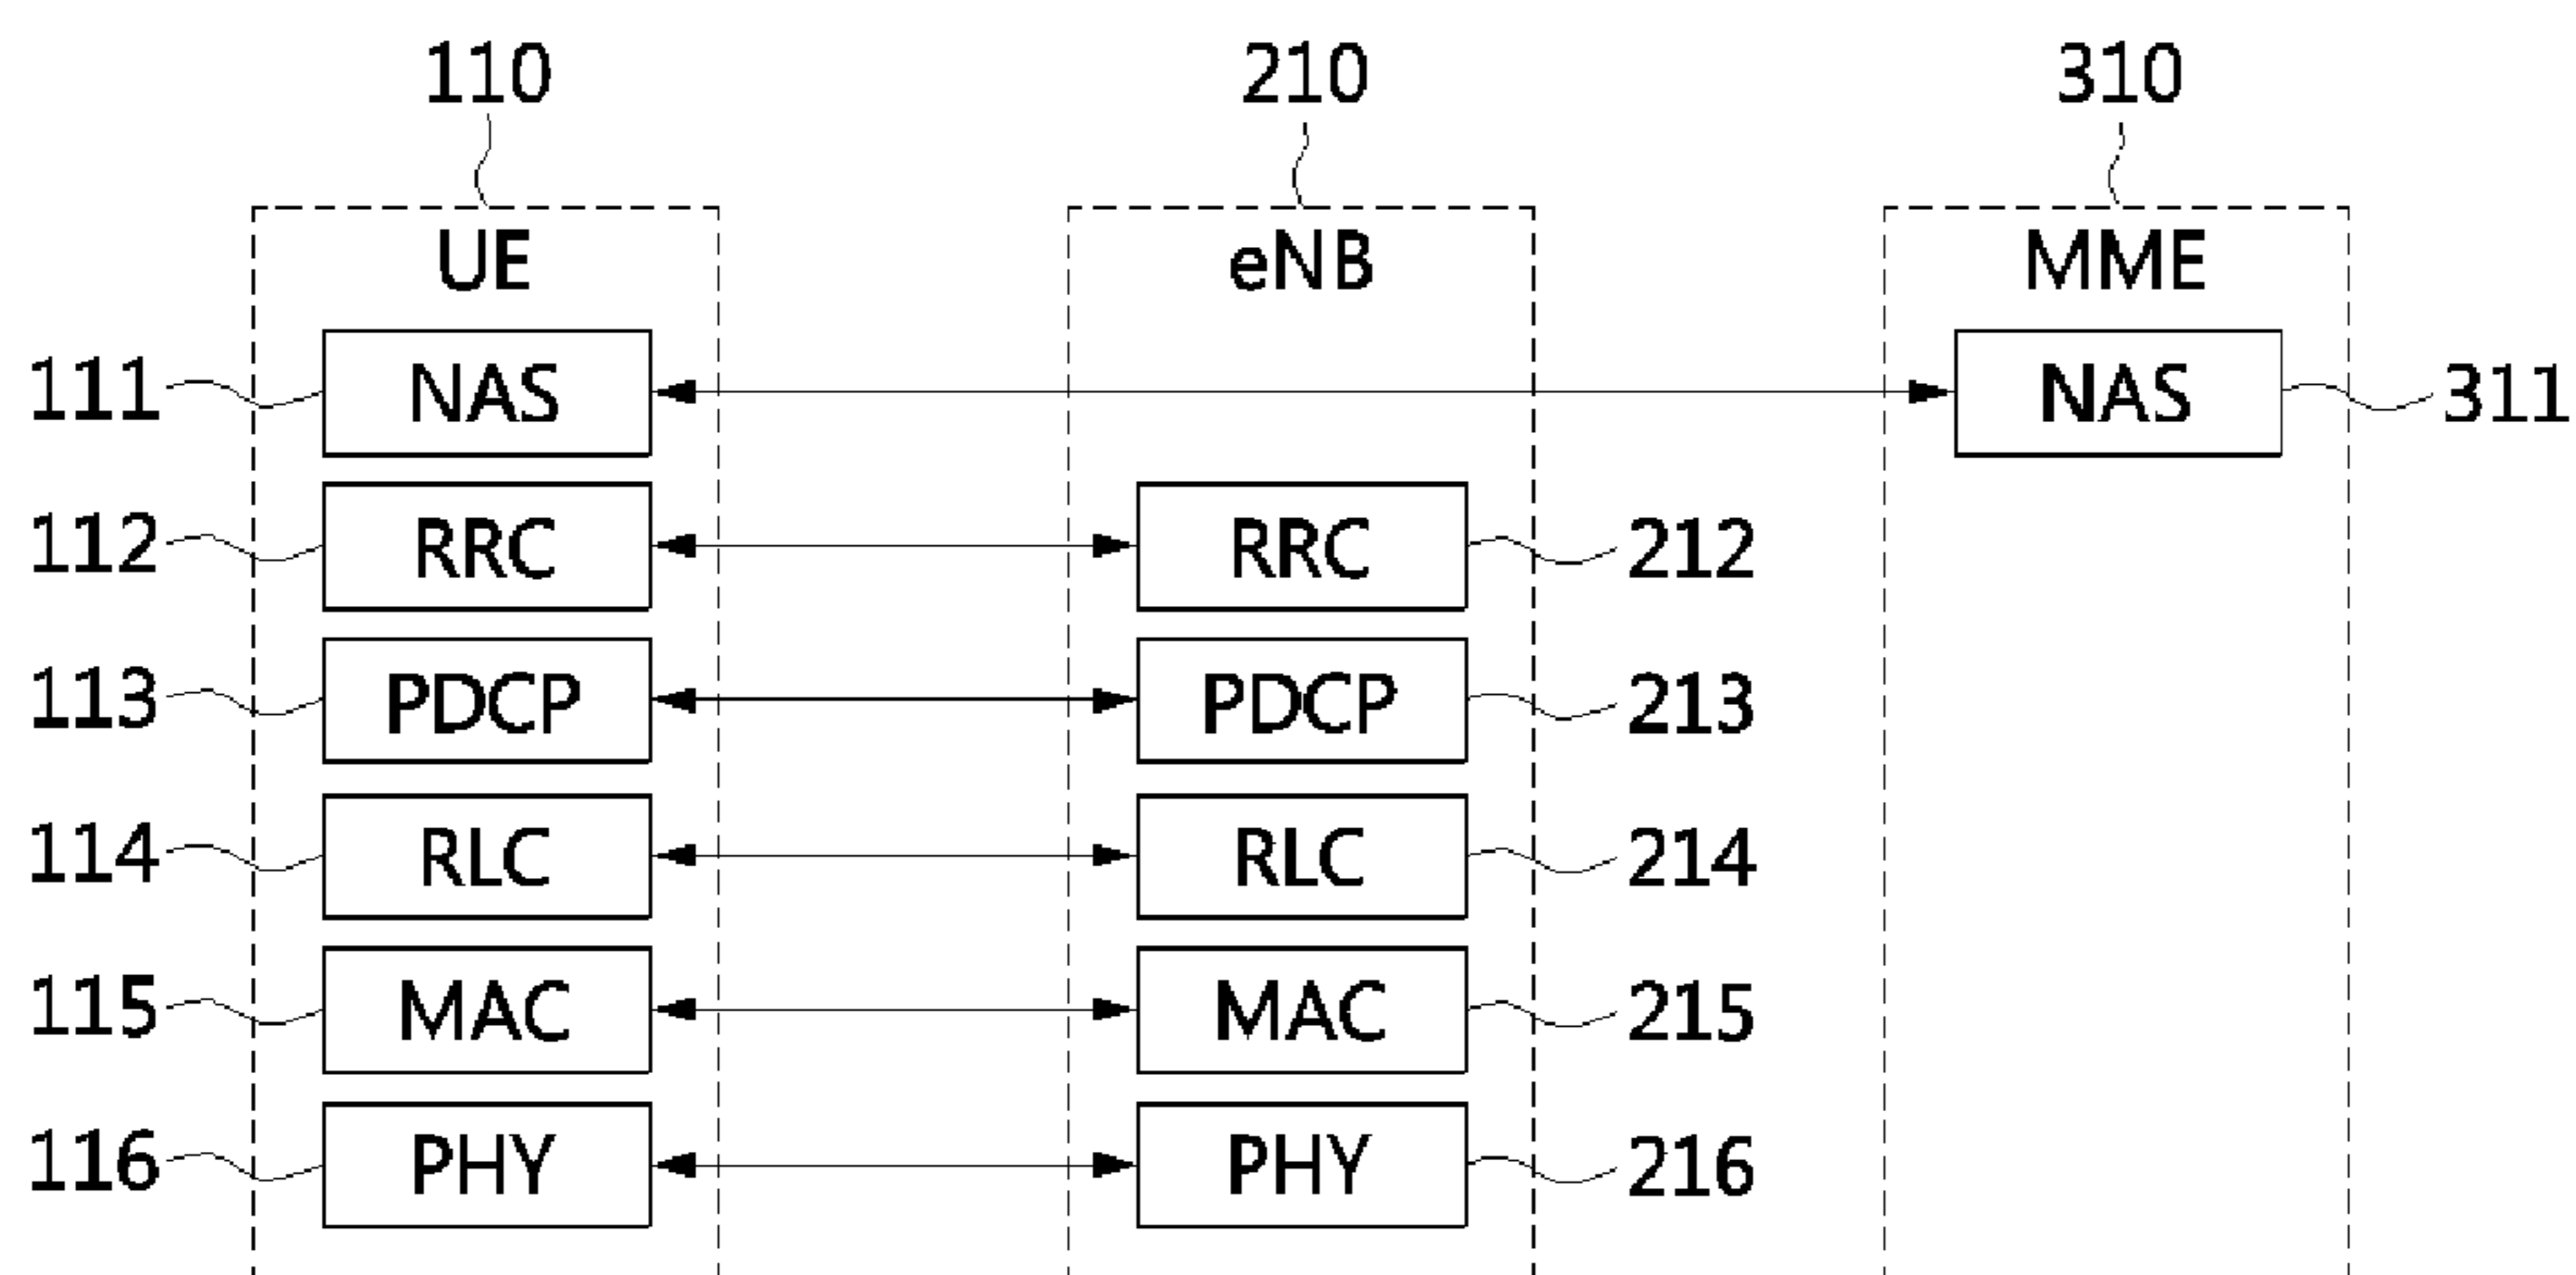 110 210 310
UE eNB MME
111 NAS NAS 311
112 RRC RRC 212
113 PDCP PDCP 213
114 RLC RLC 214
115 MAC MAC 215
116 PHY PHY 216